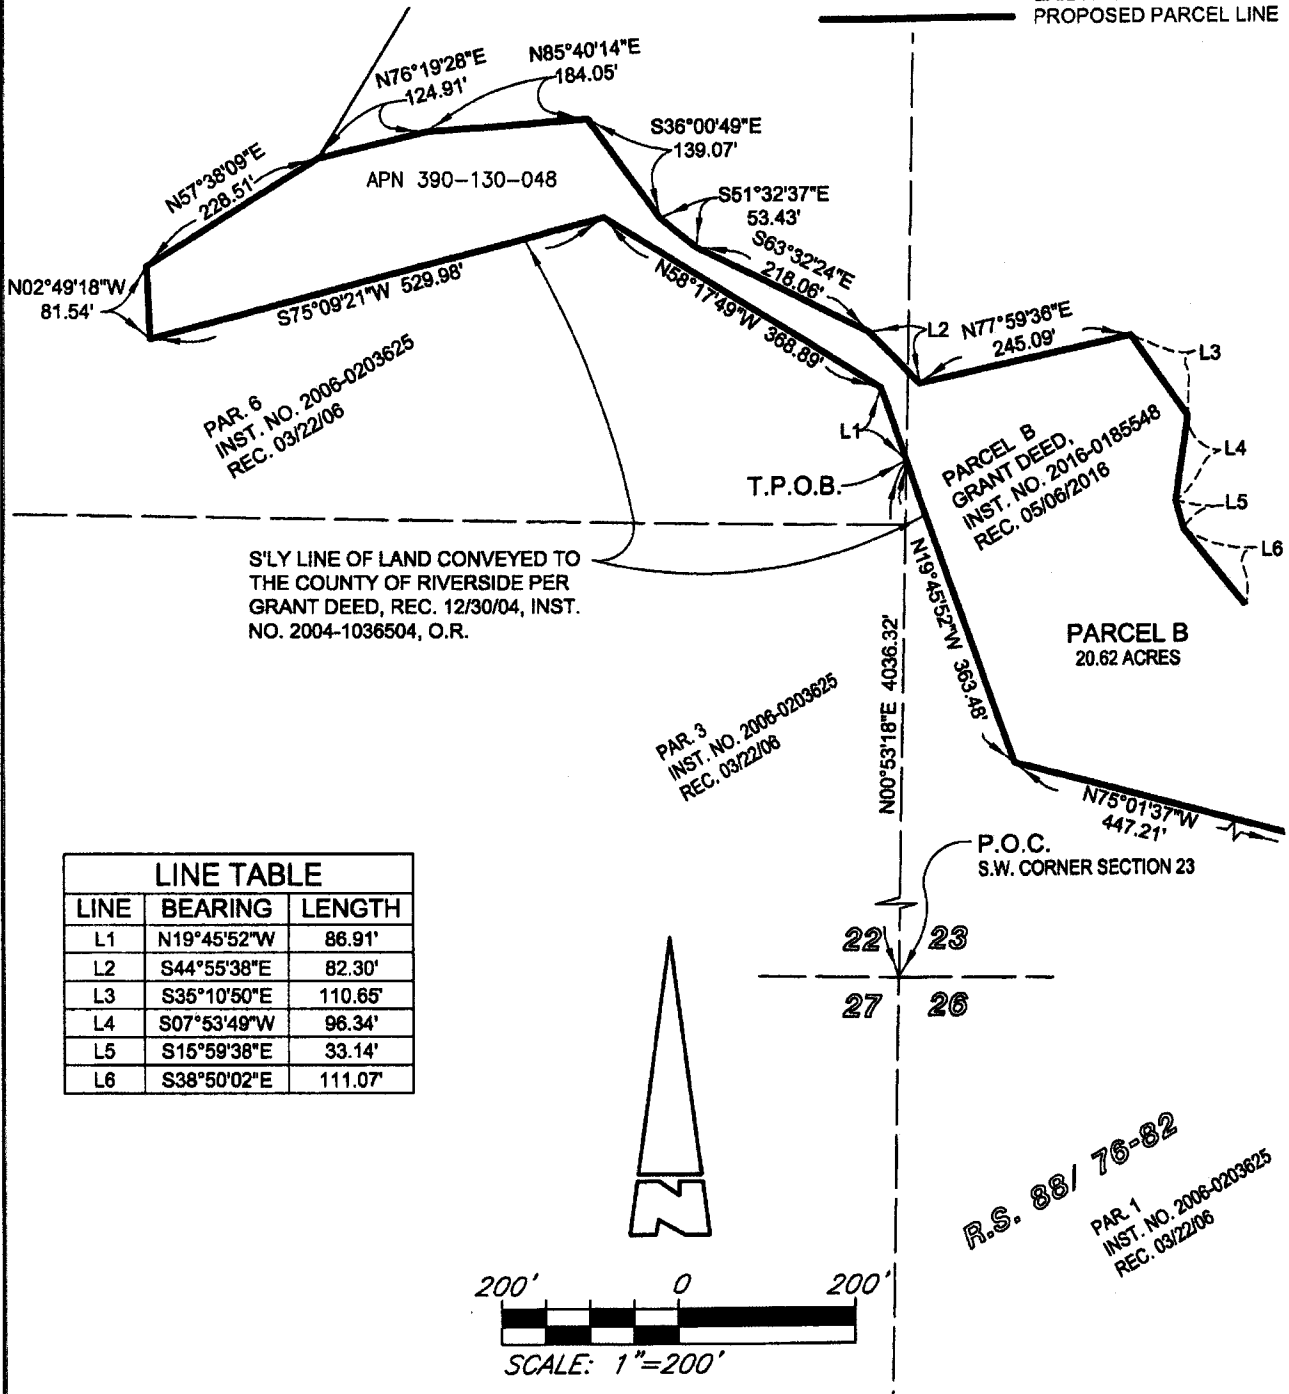 PROPOSED PARCEL LINE
N76°19'28"E
124.91'
N85°40'14"E
184.05'
S36°00'49"E
139.07'
N57°38'09"E
228.51'
APN 390-130-048
S51°32'37"E
53.43'
S63°32'24"E
218.06'
N02°49'18"W
81.54'
S75°09'21"W 529.98'
N58°17'49"W 368.89'
L2
N77°59'36"E
245.09'
L3
PAR. 6
INST. NO. 2006-0203625
REC. 03/22/06
L1
T.P.O.B.
PARCEL B
GRANT DEED,
INST. NO. 2016-0185548
REC. 05/06/2016
L4
L5
L6
S'LY LINE OF LAND CONVEYED TO
THE COUNTY OF RIVERSIDE PER
GRANT DEED, REC. 12/30/04, INST.
NO. 2004-1036504, O.R.
N19°45'52"W 363.48'
N00°53'18"E 4036.32'
PARCEL B
20.62 ACRES
PAR. 3
INST. NO. 2006-0203625
REC. 03/22/06
N75°01'37"W
447.21'
P.O.C.
S.W. CORNER SECTION 23
22 23
27 26
LINE TABLE
LINE BEARING LENGTH
L1 N19°45'52"W 86.91'
L2 S44°55'38"E 82.30'
L3 S35°10'50"E 110.65'
L4 S07°53'49"W 96.34'
L5 S15°59'38"E 33.14'
L6 S38°50'02"E 111.07'
N
R.S. 88/ 76-82
PAR. 1
INST. NO. 2006-0203625
REC. 03/22/06
200' 0 200'
SCALE: 1"=200'